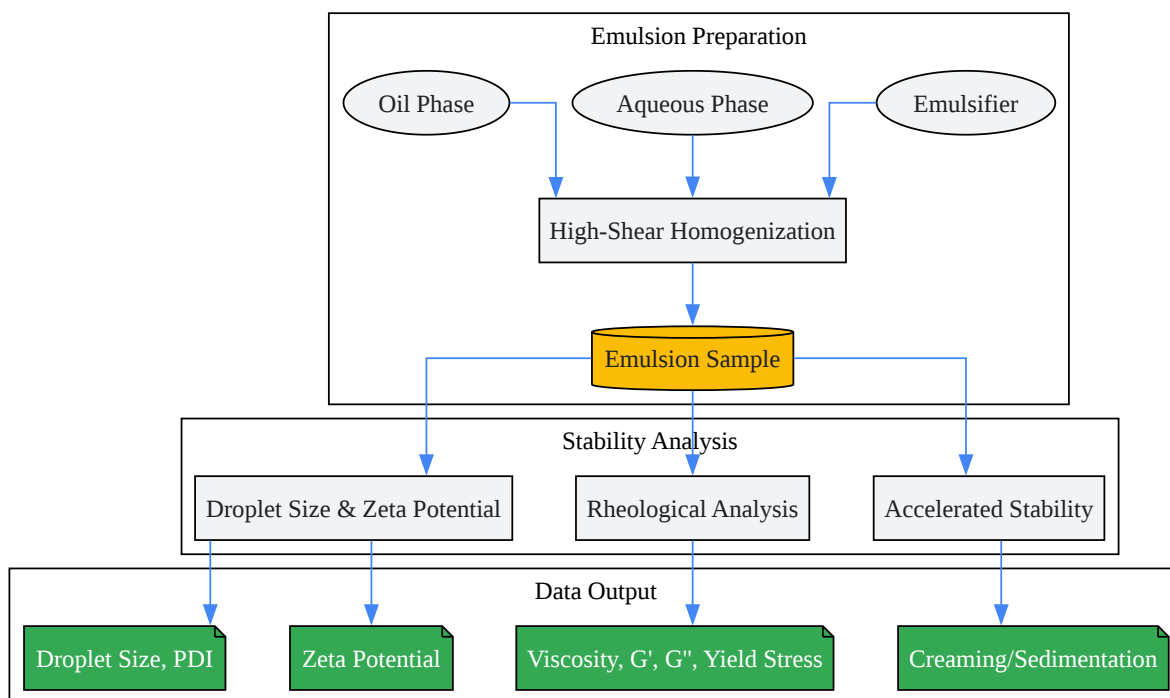 Emulsion Preparation
Oil Phase
Aqueous Phase
Emulsifier
High-Shear Homogenization
Emulsion Sample
Stability Analysis
Droplet Size & Zeta Potential
Rheological Analysis
Accelerated Stability
Data Output
Droplet Size, PDI
Zeta Potential
Viscosity, G', G", Yield Stress
Creaming/Sedimentation